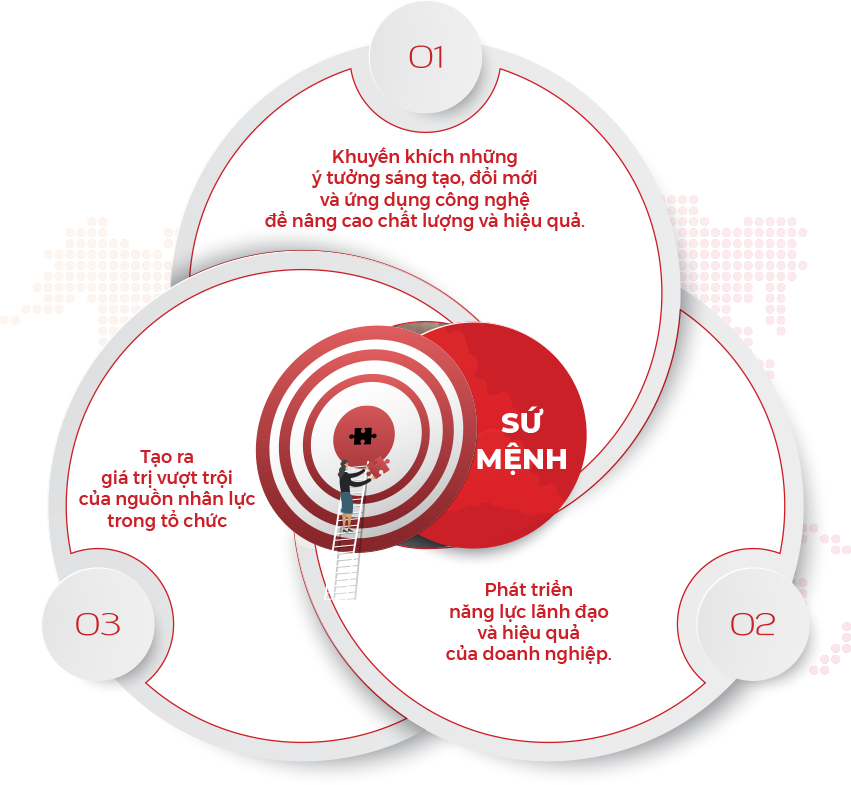 01
Khuyến khích những
ý tưởng sáng tạo, đổi mới
và ứng dụng công nghệ
để nâng cao chất lượng và hiệu quả.
SỨ
MỆNH
Tạo ra
giá trị vượt trội
của nguồn nhân lực
trong tổ chức
03
Phát triển
năng lực lãnh đạo
và hiệu quả
của doanh nghiệp.
02